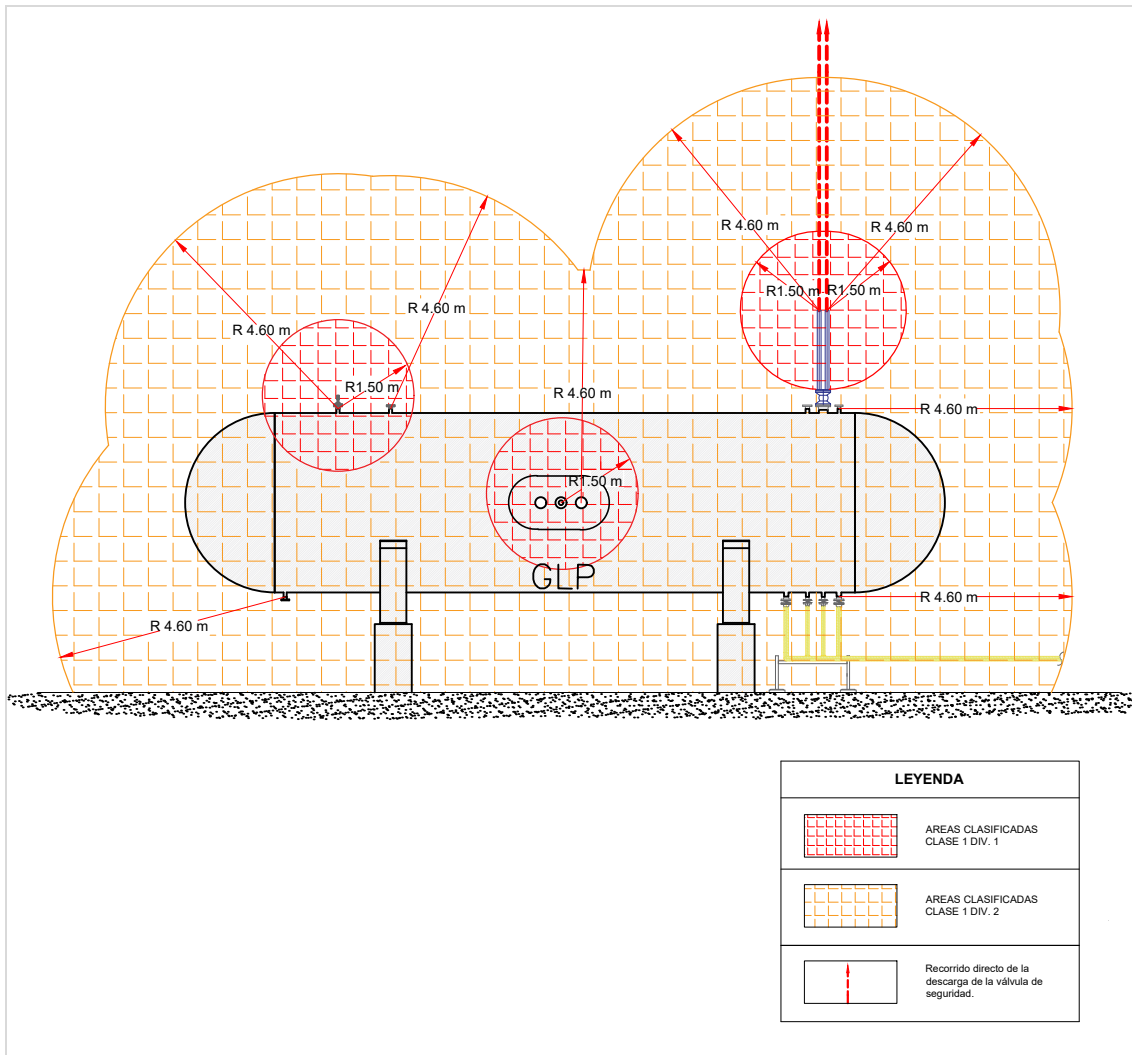 R 4.60 m
R 4.60 m
R1.50 m
R1.50 m
R 4.60 m
R 4.60 m
R1.50 m
R 4.60 m
R 4.60 m
R1.50 m
GLP
R 4.60 m
R 4.60 m
LEYENDA
AREAS CLASIFICADAS
CLASE 1 DIV. 1
AREAS CLASIFICADAS
CLASE 1 DIV. 2
Recorrido directo de la
descarga de la válvula de
seguridad.